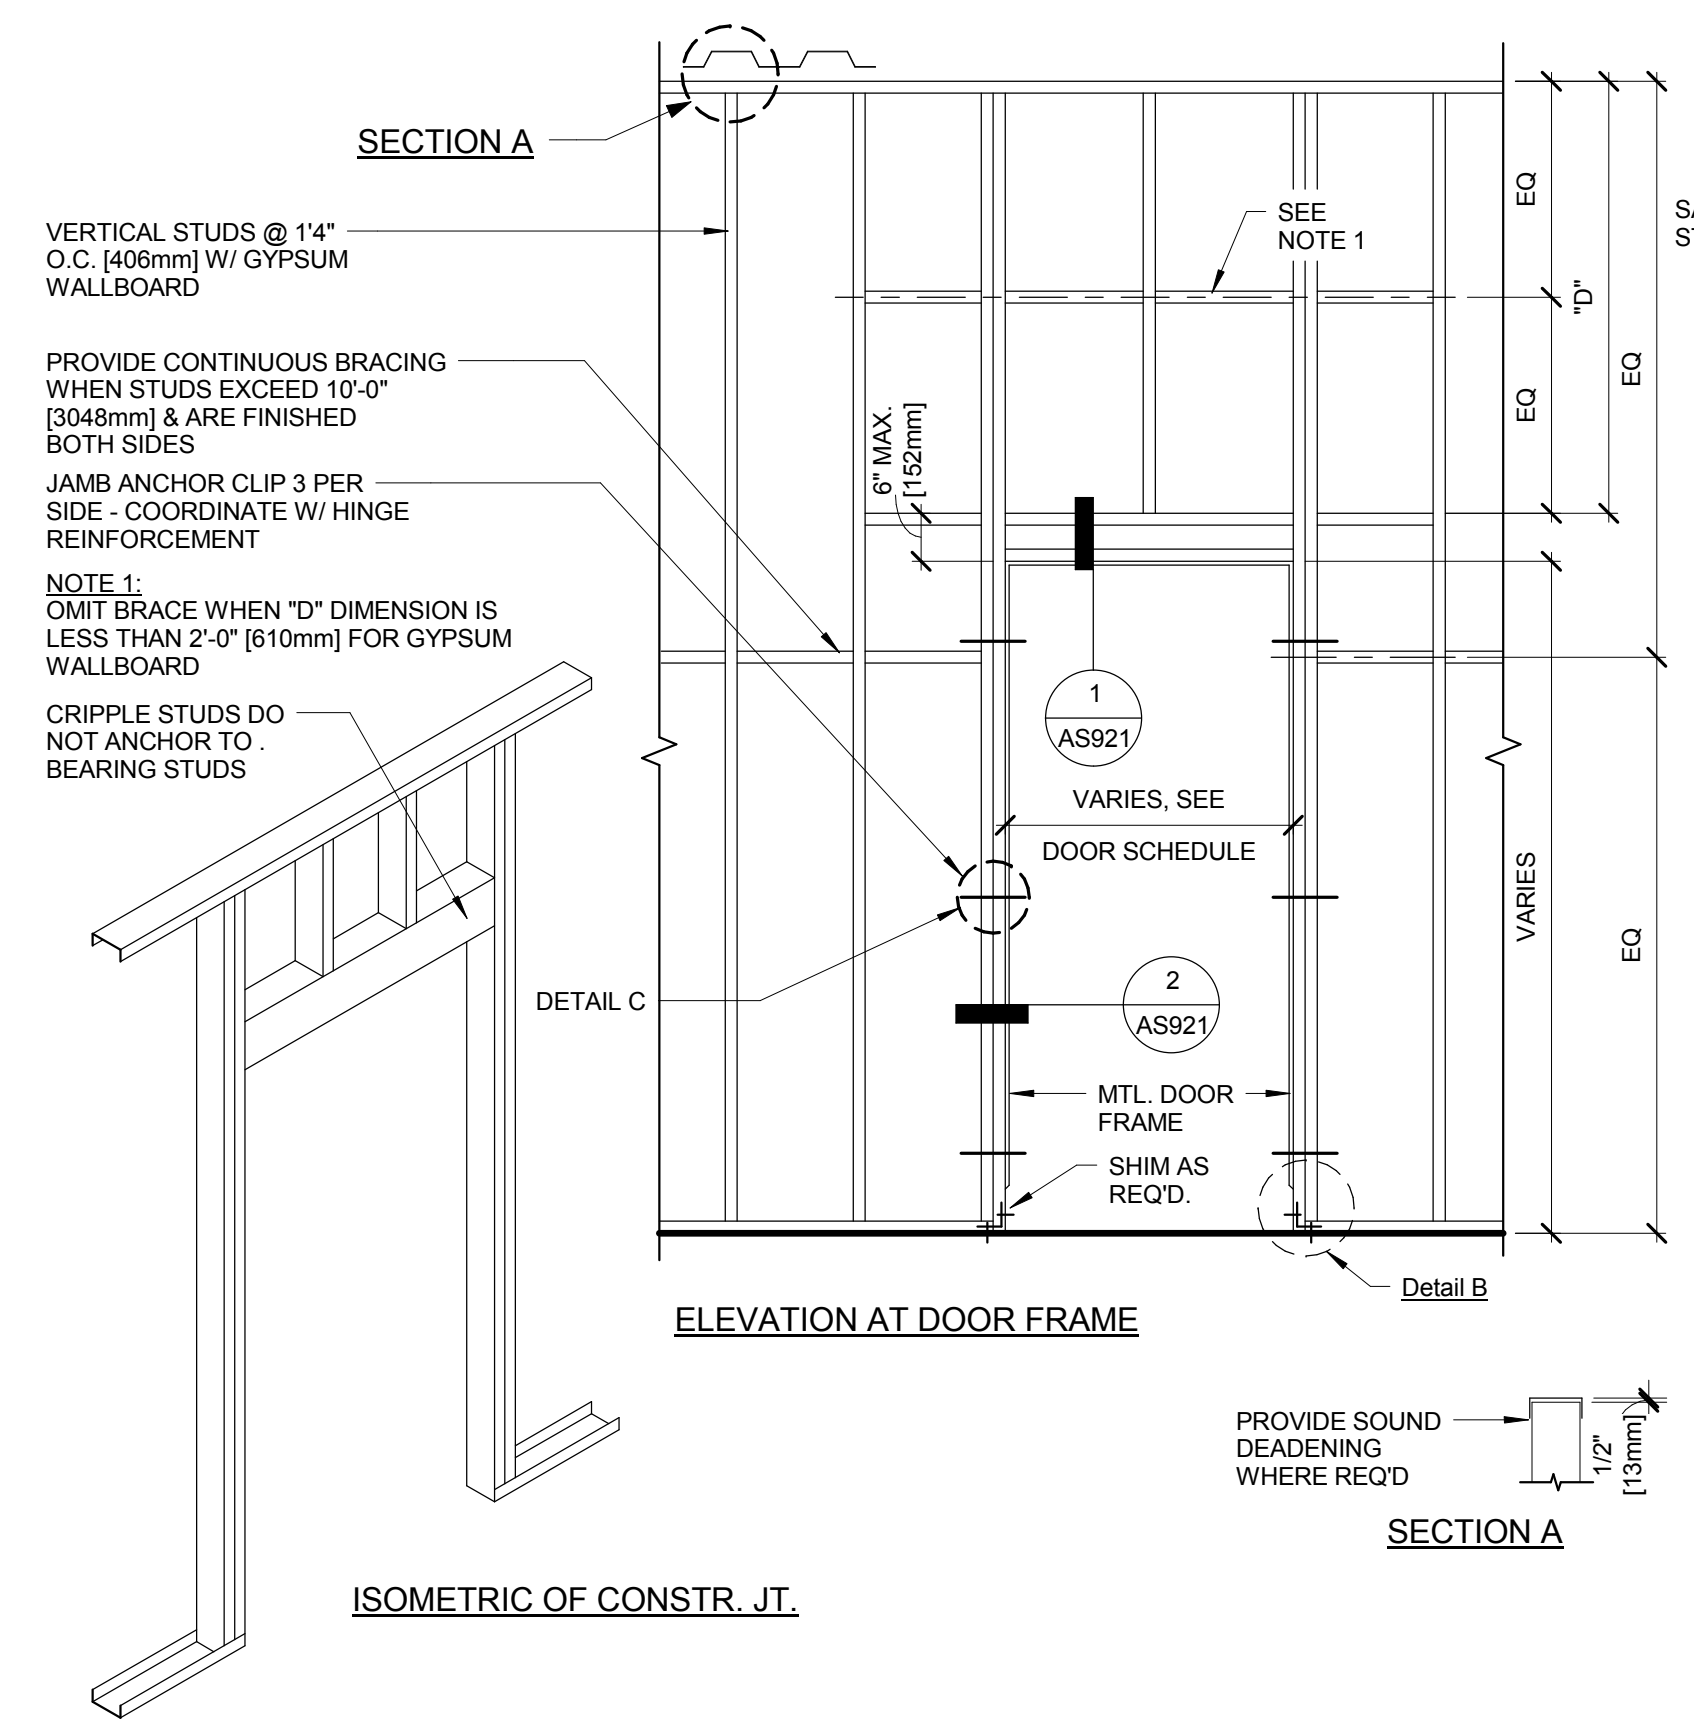 SECTION A
VERTICAL STUDS @ 1'4"
O.C. [406mm] W/ GYPSUM
WALLBOARD
PROVIDE CONTINUOUS BRACING
WHEN STUDS EXCEED 10'-0"
[3048mm] & ARE FINISHED
BOTH SIDES
JAMB ANCHOR CLIP 3 PER
SIDE - COORDINATE W/ HINGE
REINFORCEMENT
NOTE 1:
OMIT BRACE WHEN "D" DIMENSION IS
LESS THAN 2'-0" [610mm] FOR GYPSUM
WALLBOARD
CRIPPLE STUDS DO
NOT ANCHOR TO .
BEARING STUDS
SEE
NOTE 1
6" MAX.
[152mm]
EQ
EQ
"D"
EQ
EQ
VARIES
1
AS921
VARIES, SEE
DOOR SCHEDULE
DETAIL C
2
AS921
MTL. DOOR
FRAME
SHIM AS
REQ'D.
Detail B
ELEVATION AT DOOR FRAME
PROVIDE SOUND
DEADENING
WHERE REQ'D
1/2"
[13mm]
SECTION A
ISOMETRIC OF CONSTR. JT.